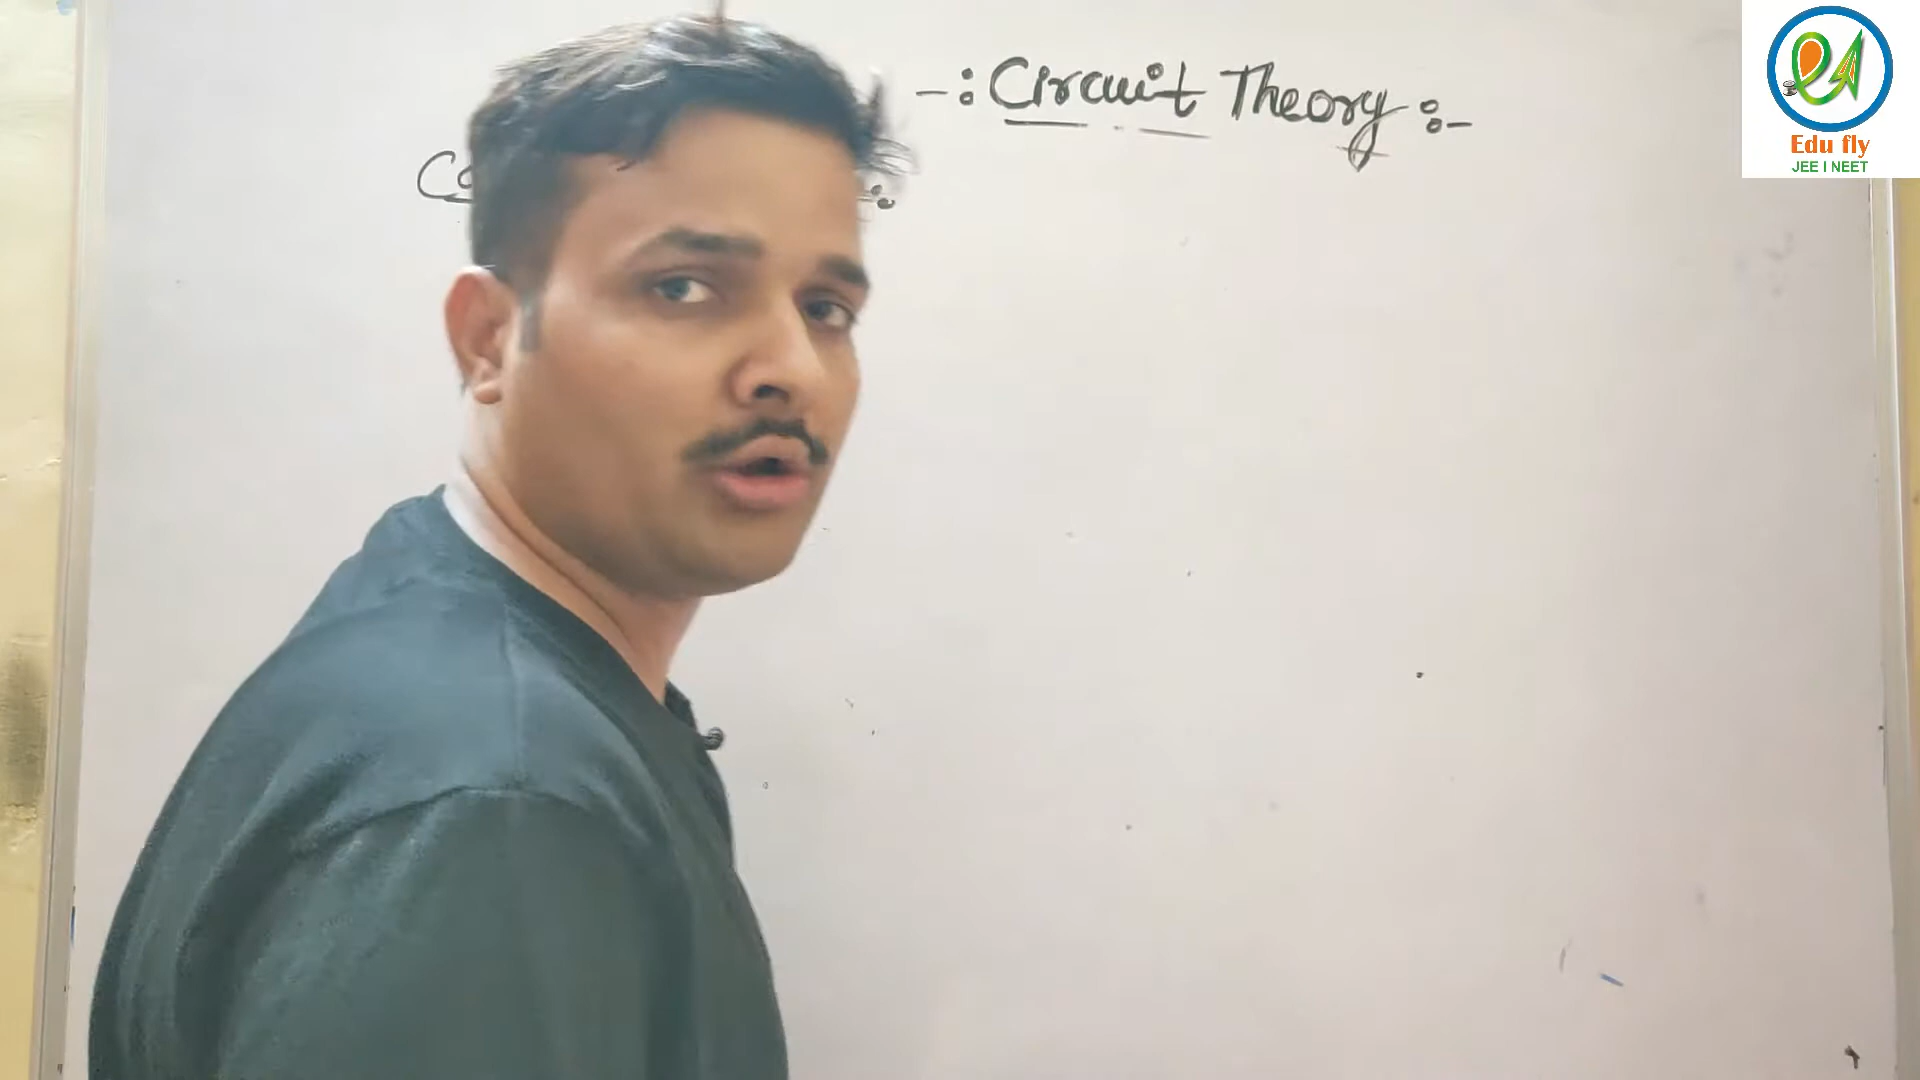 -: Circuit Theory :-
Edu fly
JEE I NEET